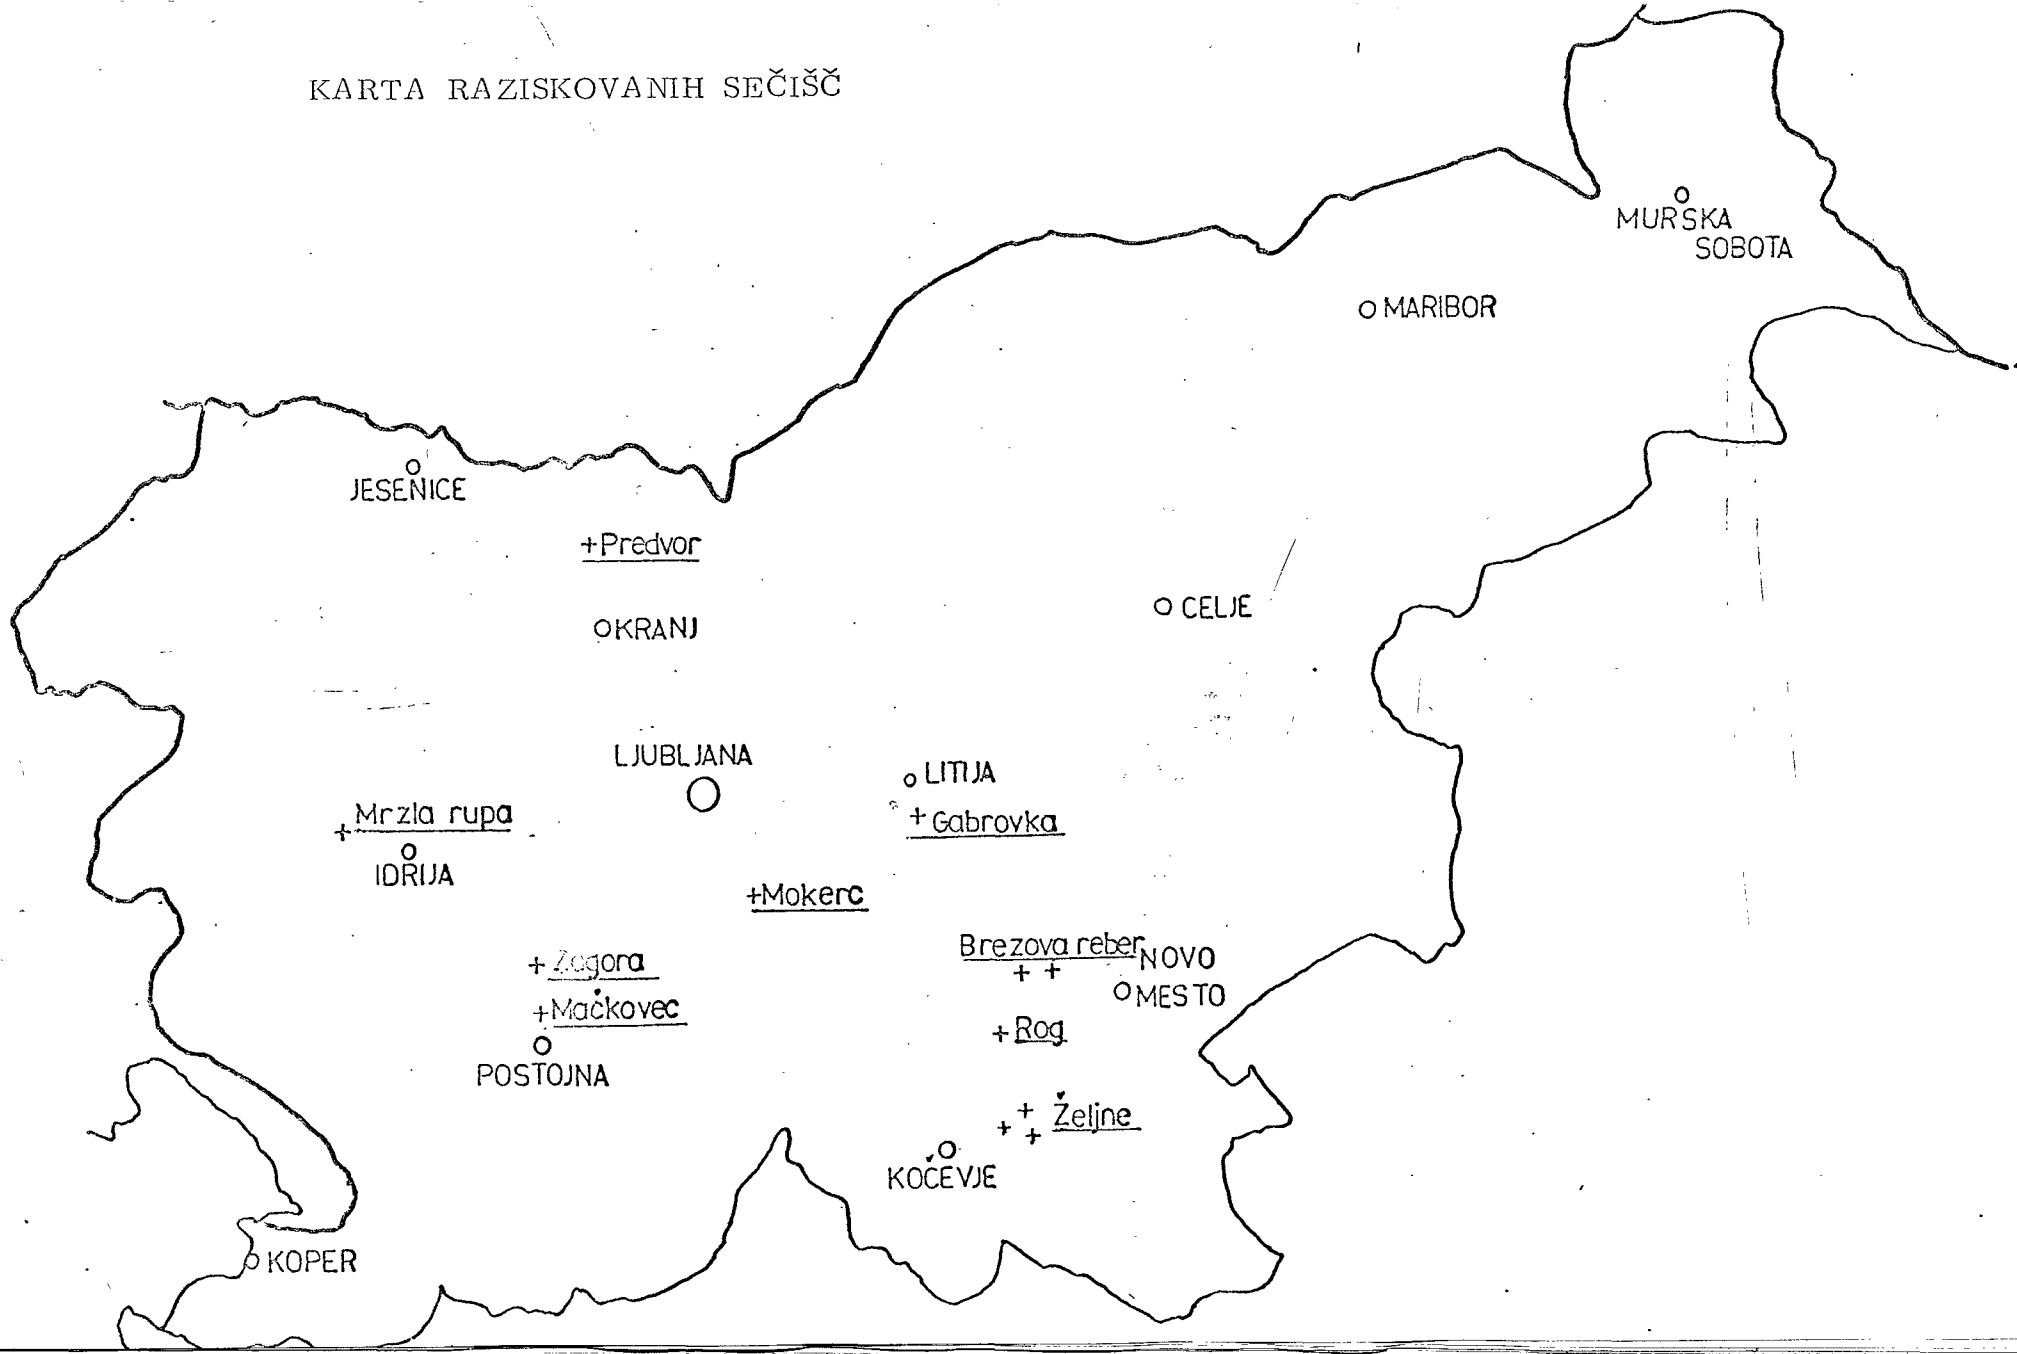 KARTA RAZISKOVANIH SEČIŠČ
MURSKA
SOBOTA
MARIBOR
JESENICE
+Predvor
CELJE
KRANJ
LJUBLJANA
LITIJA
Mrzla rupa
+
+Gabrovka
IDRIJA
+Mokerc
Brezova reber
+ +
NOVO
MESTO
+Zagora
+Mačkovec
+Rog
POSTOJNA
+ + +
Željne
KOČEVJE
KOPER